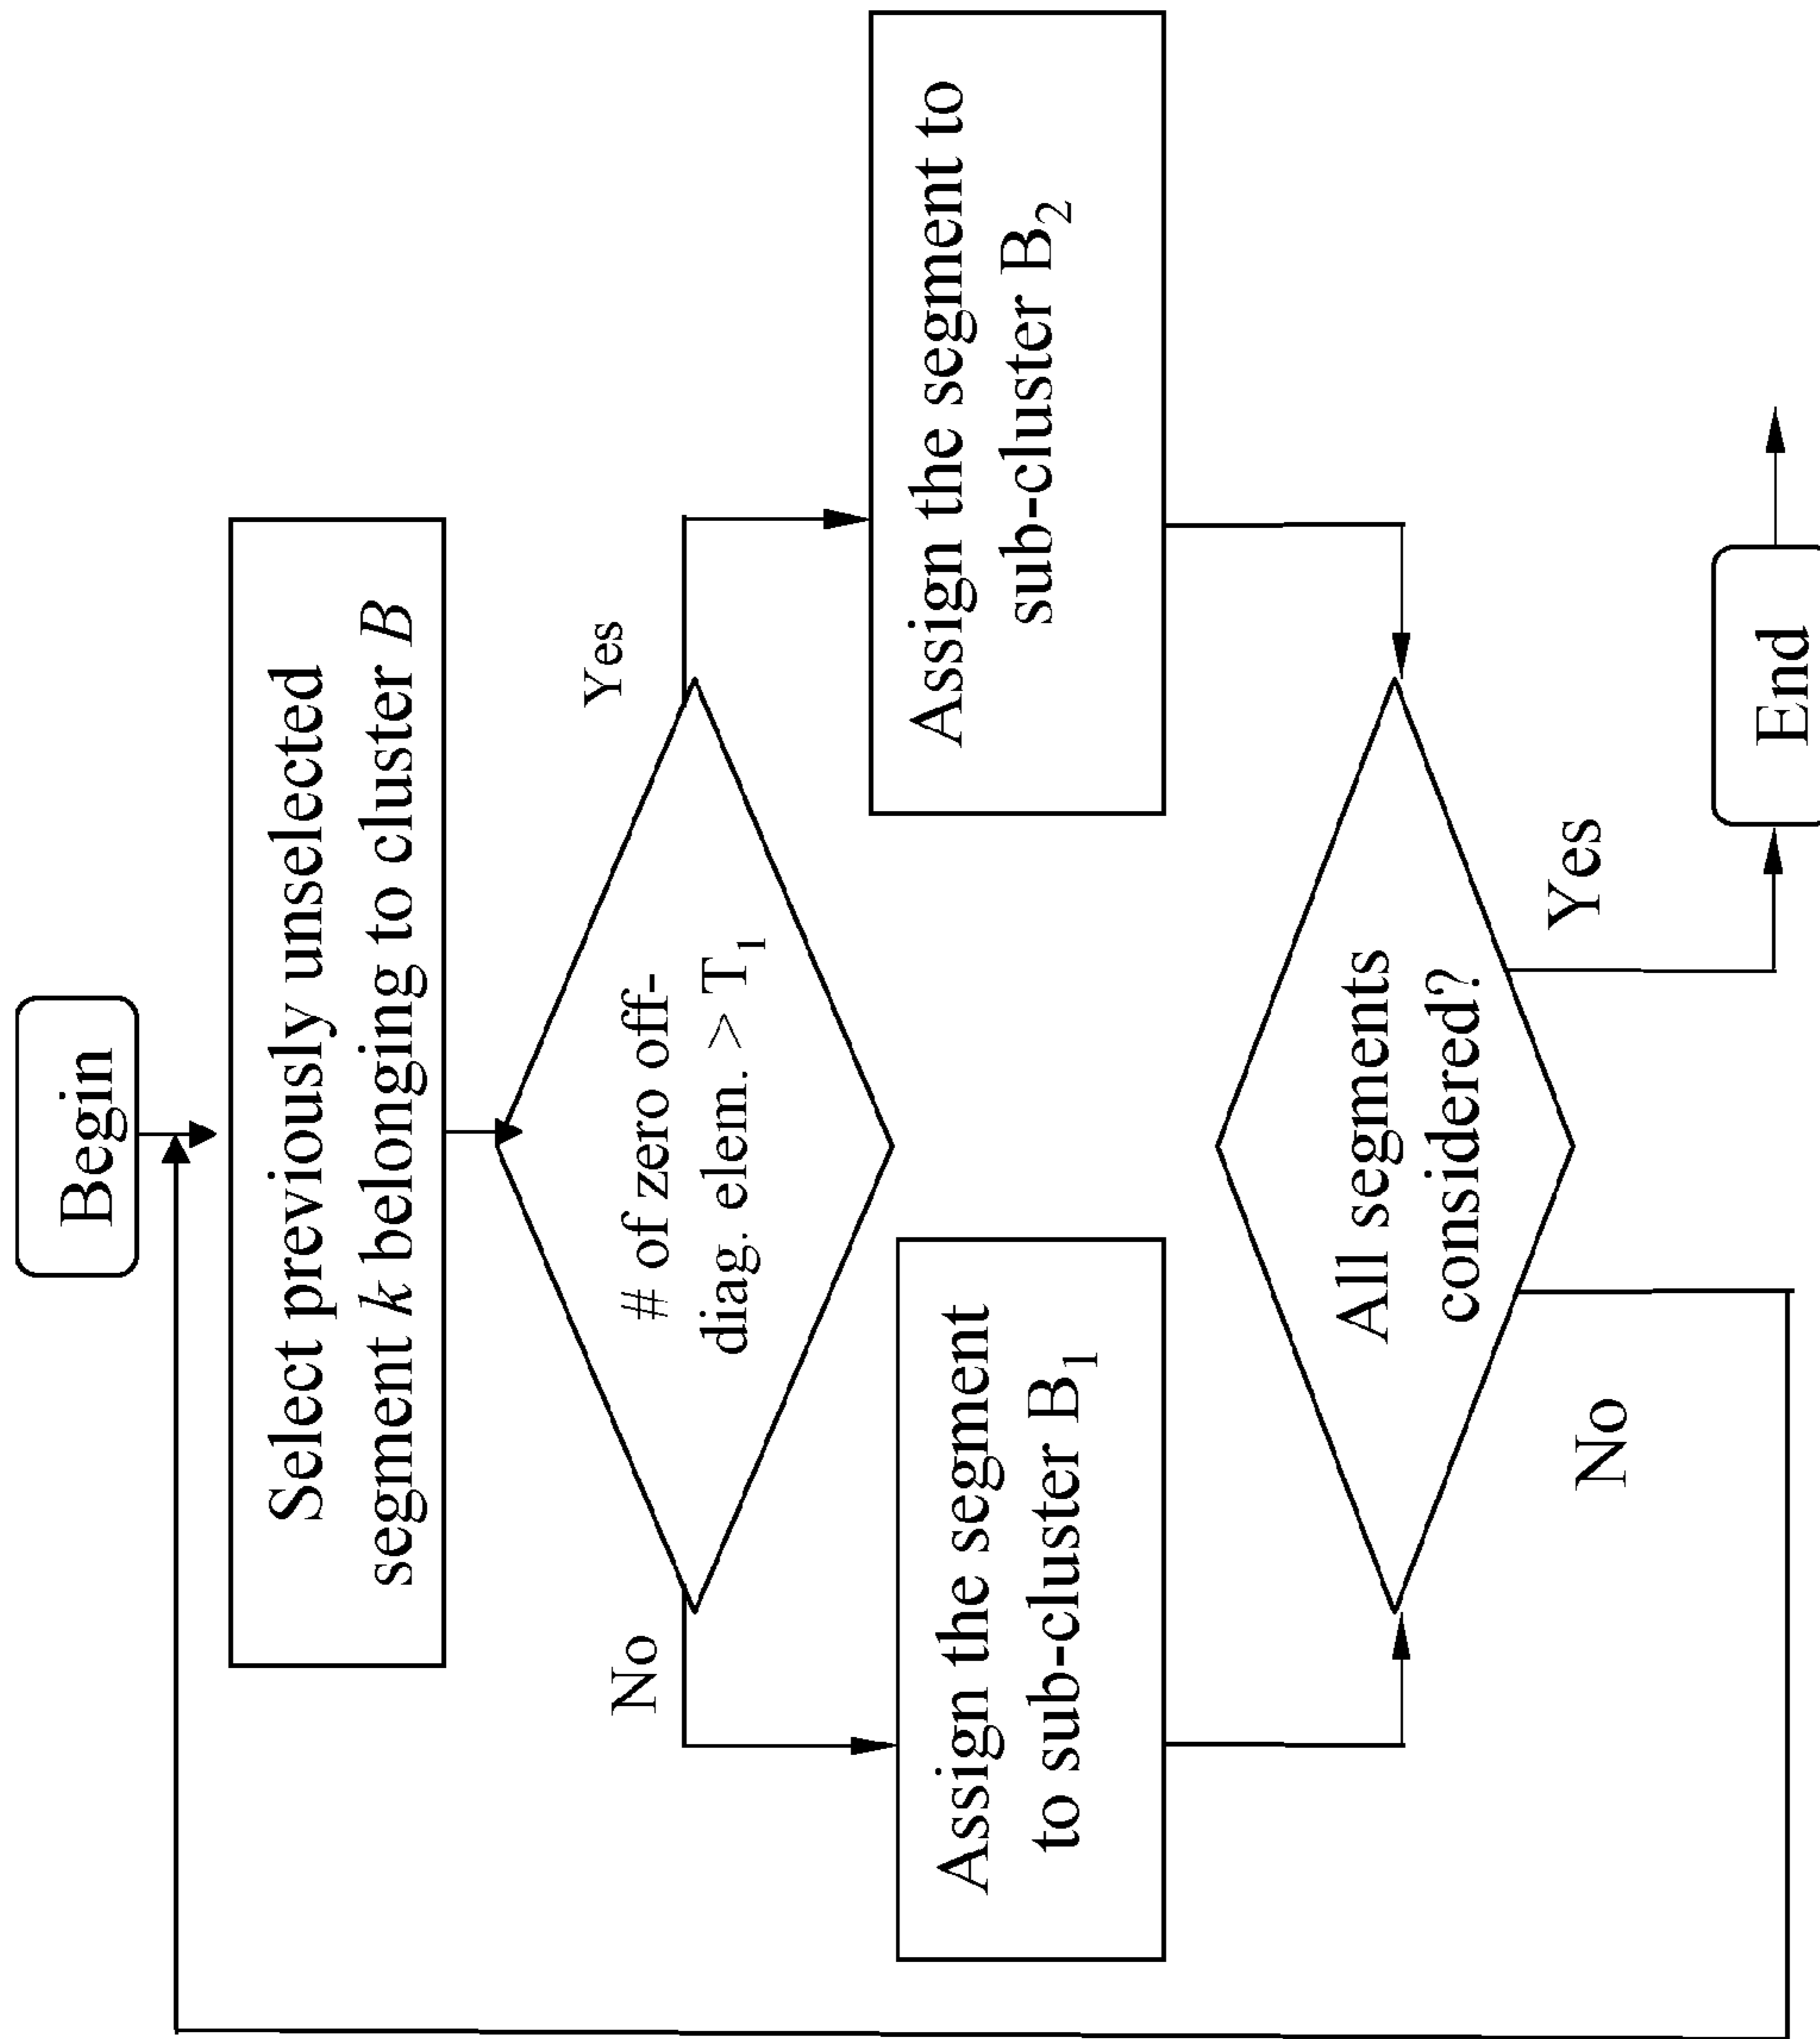 Begin
Select previously unselected
segment k belonging to cluster B
# of zero off-
diag. elem. > T₁
No
Yes
Assign the segment
to sub-cluster B₁
Assign the segment to
sub-cluster B₂
All segments
considered?
No
Yes
End